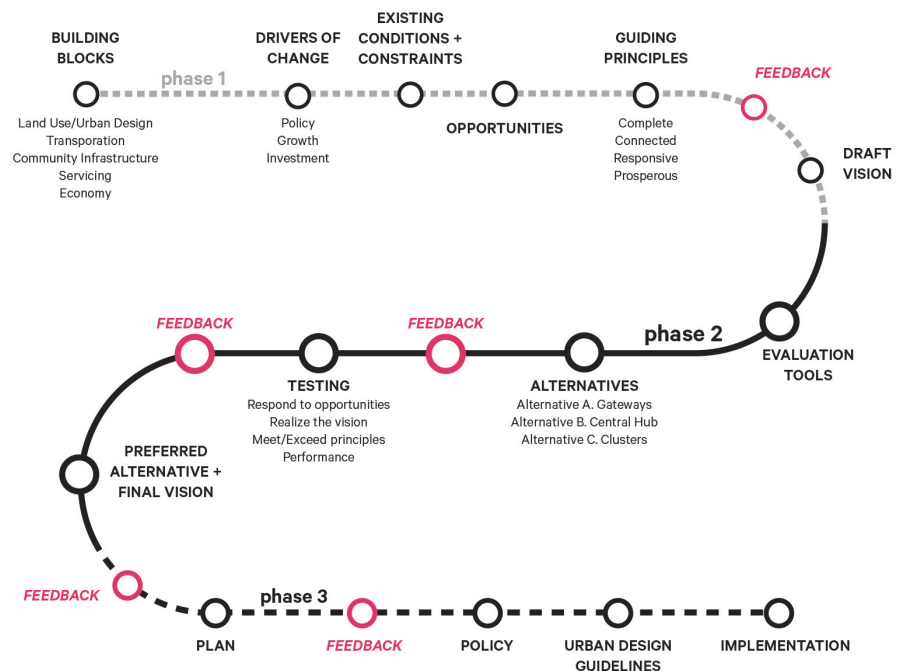 BUILDING
BLOCKS
phase 1
Land Use/Urban Design
Transporation
Community Infrastructure
Servicing
Economy
DRIVERS OF
CHANGE
Policy
Growth
Investment
EXISTING
CONDITIONS +
CONSTRAINTS
OPPORTUNITIES
GUIDING
PRINCIPLES
Complete
Connected
Responsive
Prosperous
FEEDBACK
DRAFT
VISION
EVALUATION
TOOLS
phase 2
ALTERNATIVES
Alternative A. Gateways
Alternative B. Central Hub
Alternative C. Clusters
FEEDBACK
TESTING
Respond to opportunities
Realize the vision
Meet/Exceed principles
Performance
FEEDBACK
PREFERRED
ALTERNATIVE +
FINAL VISION
FEEDBACK
PLAN
phase 3
FEEDBACK
POLICY
URBAN DESIGN
GUIDELINES
IMPLEMENTATION